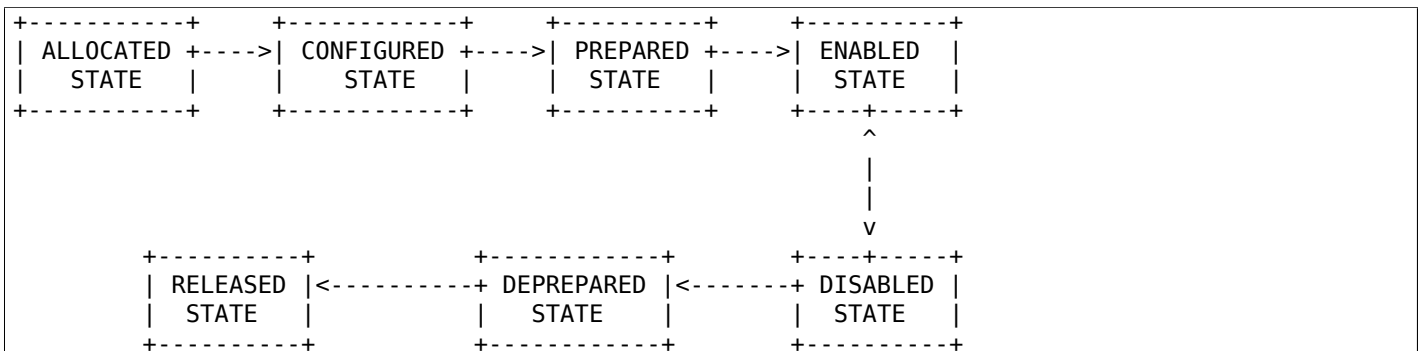 +-----------+     +------------+     +----------+     +----------+
| ALLOCATED +---->| CONFIGURED +---->| PREPARED +---->| ENABLED  |
|   STATE   |     |    STATE   |     |  STATE   |     |  STATE   |
+-----------+     +------------+     +----------+     +----+-----+
                                                           ^
                                                           |
                                                           |
                                                           v
         +----------+           +------------+        +----+-----+
         | RELEASED |<----------+ DEPREPARED |<-------+ DISABLED |
         |  STATE   |           |   STATE    |        |  STATE   |
         +----------+           +------------+        +----------+